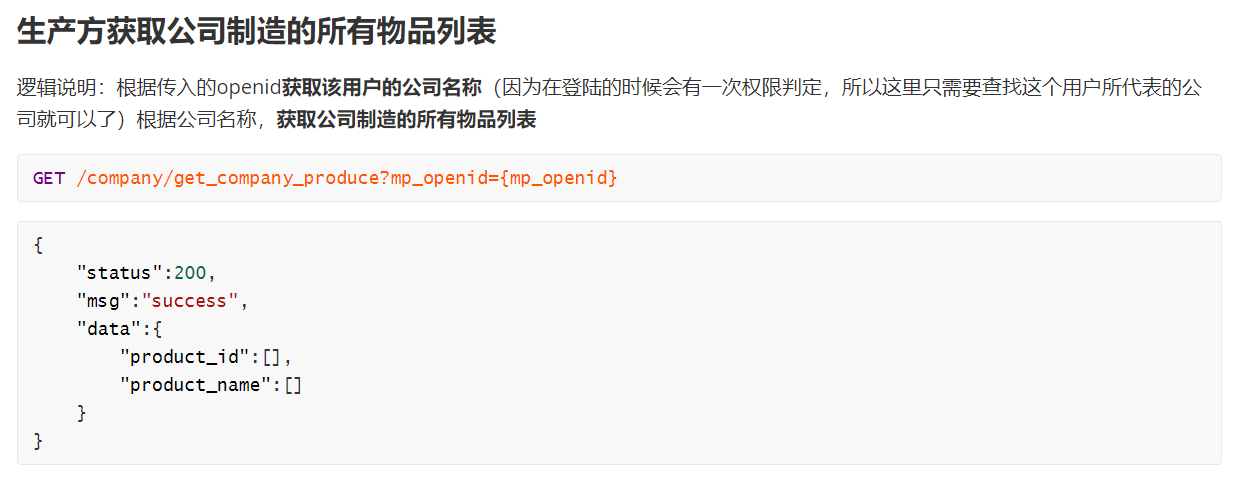 生产方获取公司制造的所有物品列表
逻辑说明：根据传入的openid获取该用户的公司名称（因为在登陆的时候会有一次权限判定，所以这里只需要查找这个用户所代表的公
司就可以了）根据公司名称，获取公司制造的所有物品列表
GET /company/get_company_produce?mp_openid={mp_openid}
{
    "status":200,
    "msg":"success",
    "data":{
        "product_id":[],
        "product_name":[]
    }
}